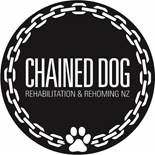 CHAINED DOG
REHABILITATION & REHOMING NZ